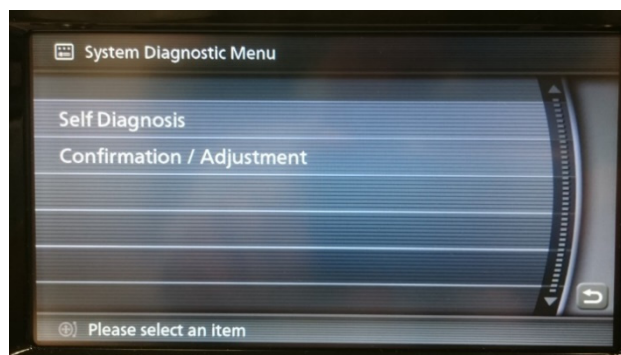 System Diagnostic Menu
Self Diagnosis
Confirmation / Adjustment
Please select an item